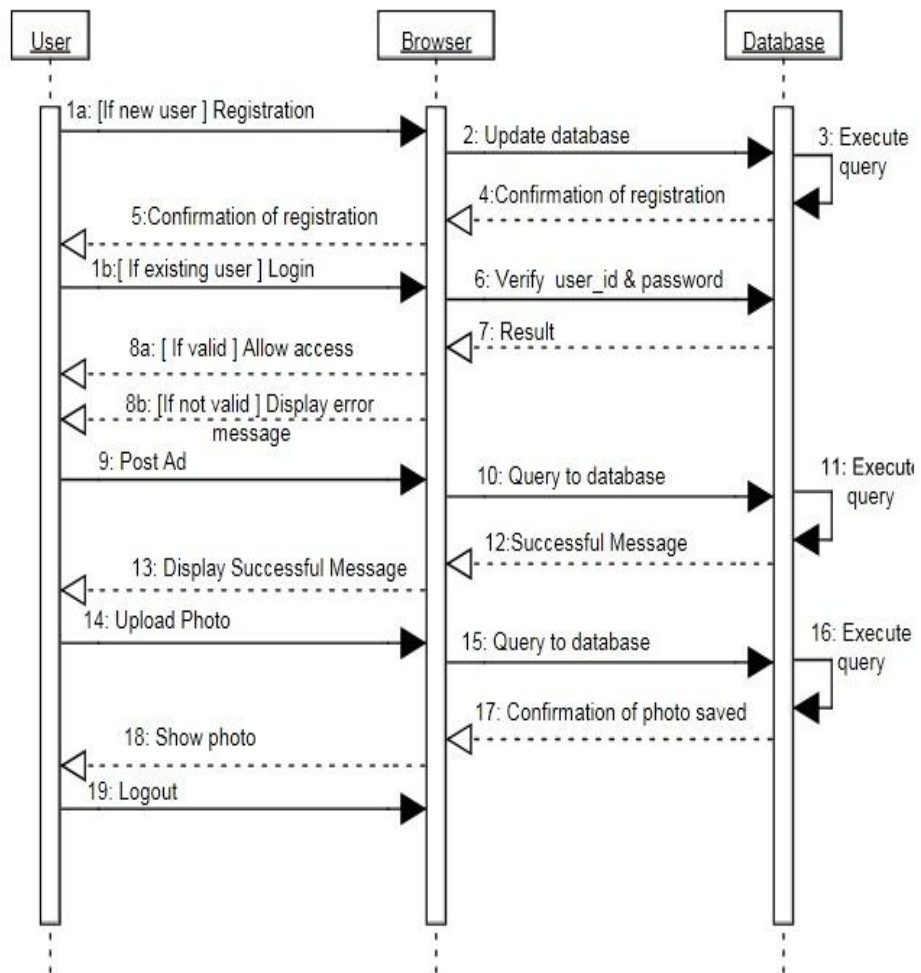 User
Browser
Database
1a: [If new user ] Registration
2: Update database
3: Execute
query
4:Confirmation of registration
5:Confirmation of registration
1b:[ If existing user ] Login
6: Verify user_id & password
7: Result
8a: [ If valid ] Allow access
8b: [If not valid ] Display error
message
9: Post Ad
10: Query to database
11: Execute
query
12:Successful Message
13: Display Successful Message
14: Upload Photo
15: Query to database
16: Execute
query
17: Confirmation of photo saved
18: Show photo
19: Logout